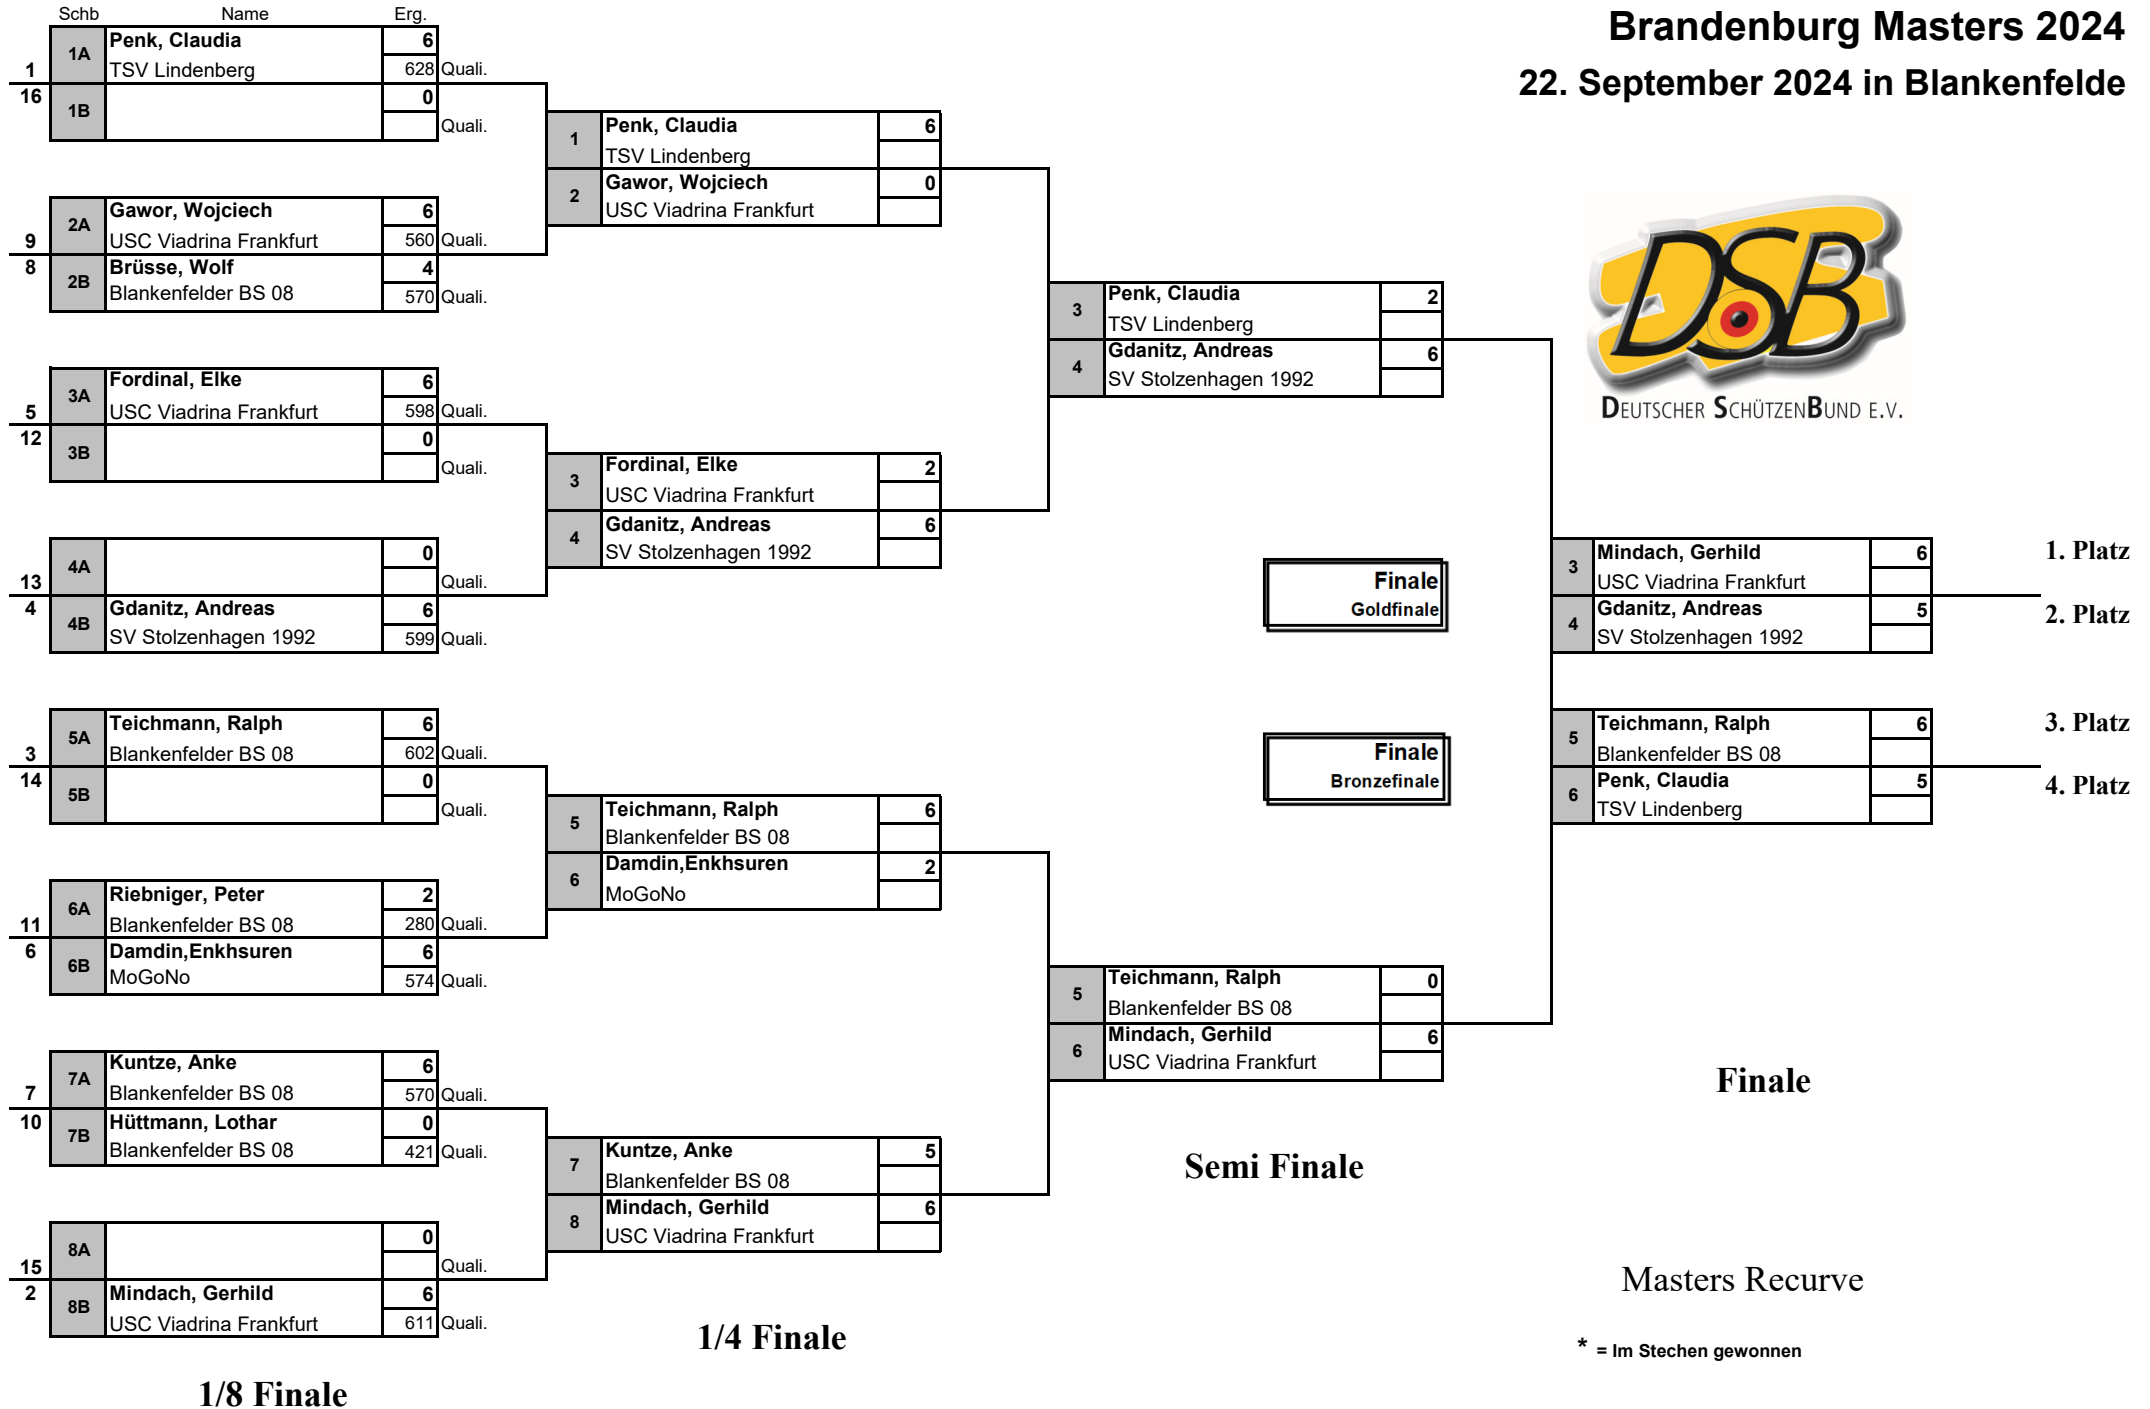 Brandenburg Masters 2024
22. September 2024 in Blankenfelde
DSB
DEUTSCHER SCHÜTZENBUND E.V.
Schb Name Erg.
1A Penk, Claudia 6
1 TSV Lindenberg 628 Quali.
16 1B 0
Quali.
2A Gawor, Wojciech 6
9 USC Viadrina Frankfurt 560 Quali.
8 2B Brüsse, Wolf 4
Blankenfelder BS 08 570 Quali.
3A Fordinal, Elke 6
5 USC Viadrina Frankfurt 598 Quali.
12 3B 0
Quali.
4A 0
13 Quali.
4 4B Gdanitz, Andreas 6
SV Stolzenhagen 1992 599 Quali.
5A Teichmann, Ralph 6
3 Blankenfelder BS 08 602 Quali.
14 5B 0
Quali.
6A Riebniger, Peter 2
11 Blankenfelder BS 08 280 Quali.
6 6B Damdin,Enkhsuren 6
MoGoNo 574 Quali.
7A Kuntze, Anke 6
7 Blankenfelder BS 08 570 Quali.
10 7B Hüttmann, Lothar 0
Blankenfelder BS 08 421 Quali.
8A 0
15 Quali.
2 8B Mindach, Gerhild 6
USC Viadrina Frankfurt 611 Quali.
1/8 Finale
1 Penk, Claudia 6
TSV Lindenberg
2 Gawor, Wojciech 0
USC Viadrina Frankfurt
3 Fordinal, Elke 2
USC Viadrina Frankfurt
4 Gdanitz, Andreas 6
SV Stolzenhagen 1992
5 Teichmann, Ralph 6
Blankenfelder BS 08
6 Damdin,Enkhsuren 2
MoGoNo
7 Kuntze, Anke 5
Blankenfelder BS 08
8 Mindach, Gerhild 6
USC Viadrina Frankfurt
1/4 Finale
3 Penk, Claudia 2
TSV Lindenberg
4 Gdanitz, Andreas 6
SV Stolzenhagen 1992
5 Teichmann, Ralph 0
Blankenfelder BS 08
6 Mindach, Gerhild 6
USC Viadrina Frankfurt
Semi Finale
Finale
Goldfinale
3 Mindach, Gerhild 6 1. Platz
USC Viadrina Frankfurt
4 Gdanitz, Andreas 5 2. Platz
SV Stolzenhagen 1992
Finale
Bronzefinale
5 Teichmann, Ralph 6 3. Platz
Blankenfelder BS 08
6 Penk, Claudia 5 4. Platz
TSV Lindenberg
Finale
Masters Recurve
* = Im Stechen gewonnen